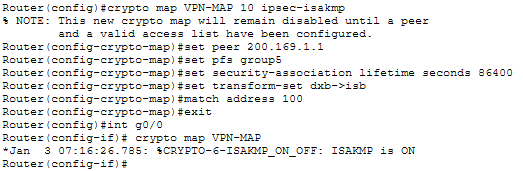 Router(config)#crypto map VPN-MAP 10 ipsec-isakmp
% NOTE: This new crypto map will remain disabled until a peer
and a valid access list have been configured.
Router(config-crypto-map)#set peer 200.169.1.1
Router(config-crypto-map)#set pfs group5
Router(config-crypto-map)#set security-association lifetime seconds 86400
Router(config-crypto-map)#set transform-set dxb->isb
Router(config-crypto-map)#match address 100
Router(config-crypto-map)#exit
Router(config)#int g0/0
Router(config-if)# crypto map VPN-MAP
*Jan  3 07:16:26.785: %CRYPTO-6-ISAKMP_ON_OFF: ISAKMP is ON
Router(config-if)#